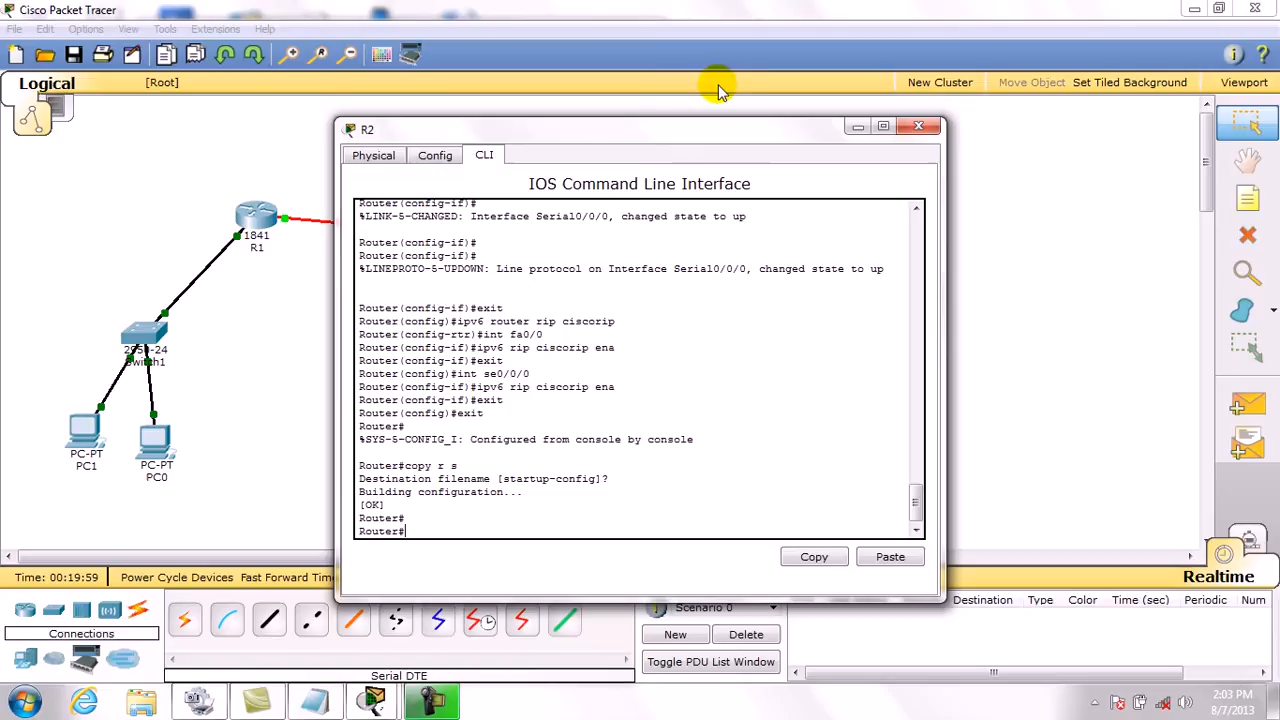 Cisco Packet Tracer
File Edit Options View Tools Extensions Help
Logical
[Root]
New Cluster
Move Object
Set Tiled Background
Viewport
R2
Physical Config CLI
IOS Command Line Interface
Router(config-if)#
%LINK-5-CHANGED: Interface Serial0/0/0, changed state to up
Router(config-if)#
Router(config-if)#
%LINEPROTO-5-UPDOWN: Line protocol on Interface Serial0/0/0, changed state to up
Router(config-if)#exit
Router(config)#ipv6 router rip ciscorip
Router(config-rtr)#int fa0/0
Router(config-if)#ipv6 rip ciscorip ena
Router(config-if)#exit
Router(config)#int se0/0/0
Router(config-if)#ipv6 rip ciscorip ena
Router(config-if)#exit
Router(config)#exit
Router#
%SYS-5-CONFIG_I: Configured from console by console
Router#copy r s
Destination filename [startup-config]?
Building configuration...
[OK]
Router#
Router#
Copy
Paste
1841
R1
Switch1
PC-PT
PC1
PC-PT
PC0
Time: 00:19:59
Power Cycle Devices
Fast Forward Tim
Realtime
Connections
Serial DTE
Scenario 0
New
Delete
Toggle PDU List Window
Destination Type Color Time (sec) Periodic Num
2:03 PM
8/7/2013